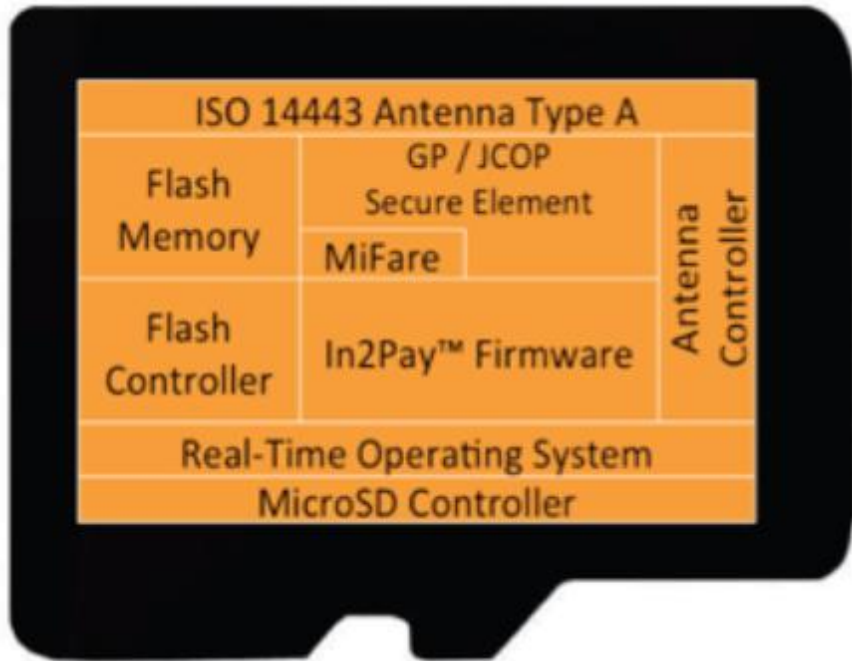 ISO 14443 Antenna Type A
Flash
Memory
GP / JCOP
Secure Element
MiFare
Antenna
Controller
Flash
Controller
In2Pay™ Firmware
Real-Time Operating System
MicroSD Controller